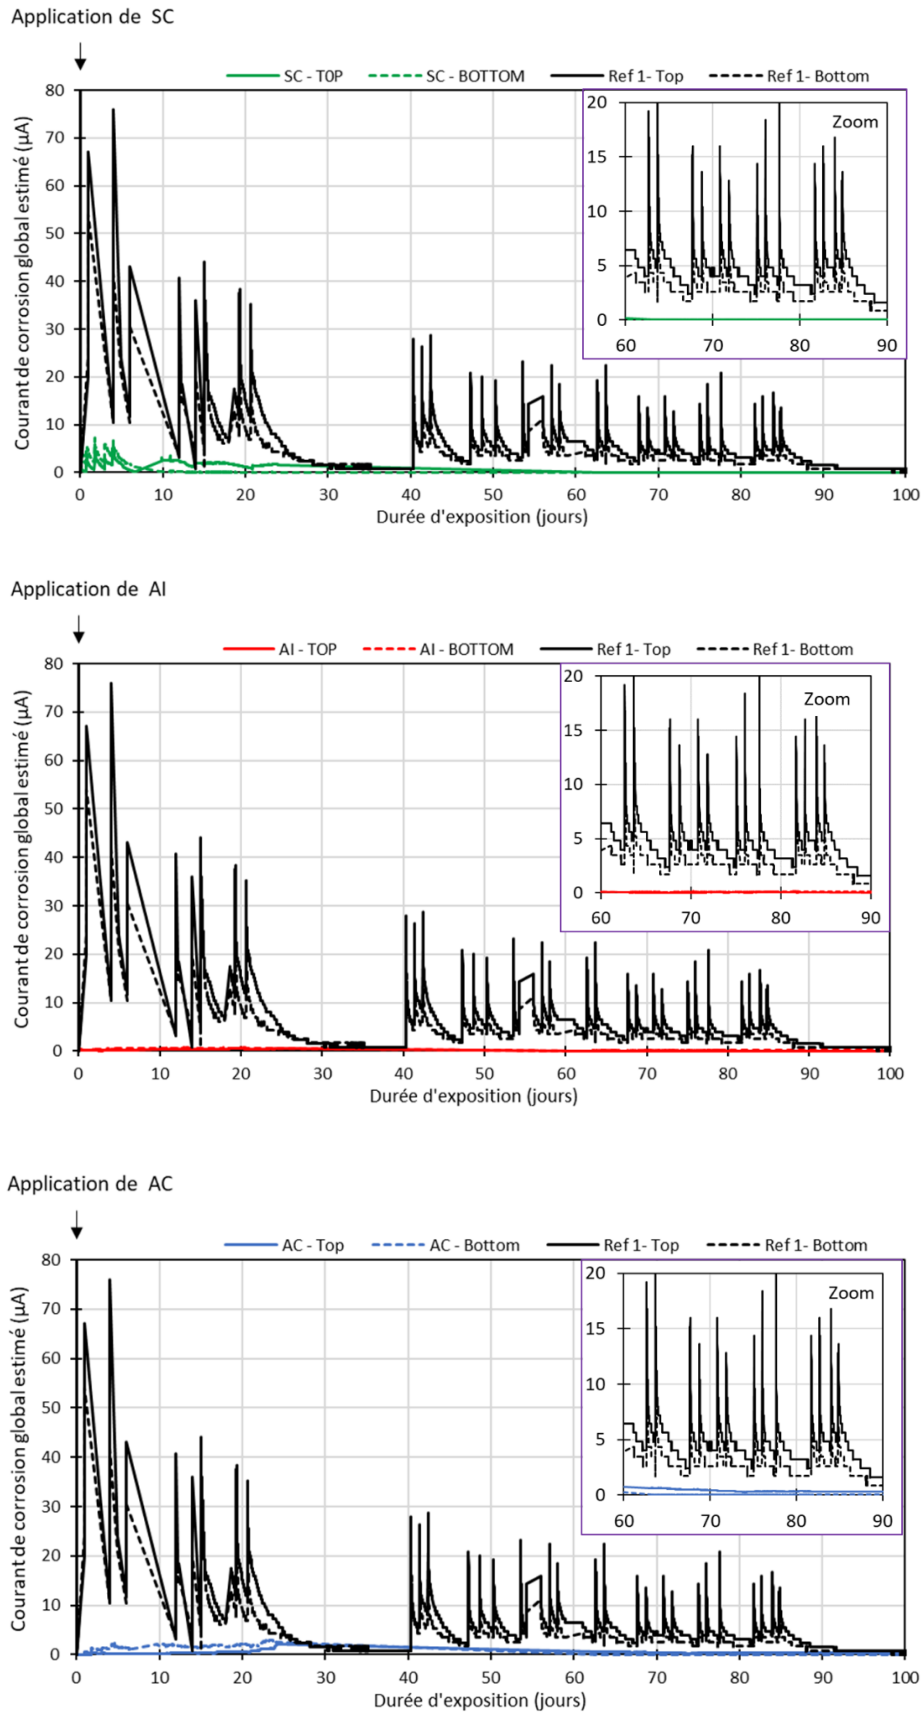 Application de SC
SC - T0P SC - BOTTOM Ref 1- Top Ref 1- Bottom
Courant de corrosion global estimé (µA)
80
70
60
50
40
30
20
10
0
0 10 20 30 40 50 60 70 80 90 100
Durée d'exposition (jours)
Zoom
20
15
10
5
0
60 70 80 90
Application de AI
AI - TOP AI - BOTTOM Ref 1- Top Ref 1- Bottom
Courant de corrosion global estimé (µA)
80
70
60
50
40
30
20
10
0
0 10 20 30 40 50 60 70 80 90 100
Durée d'exposition (jours)
Zoom
20
15
10
5
0
60 70 80 90
Application de AC
AC - Top AC - Bottom Ref 1- Top Ref 1- Bottom
Courant de corrosion global estimé (µA)
80
70
60
50
40
30
20
10
0
0 10 20 30 40 50 60 70 80 90 100
Durée d'exposition (jours)
Zoom
20
15
10
5
0
60 70 80 90